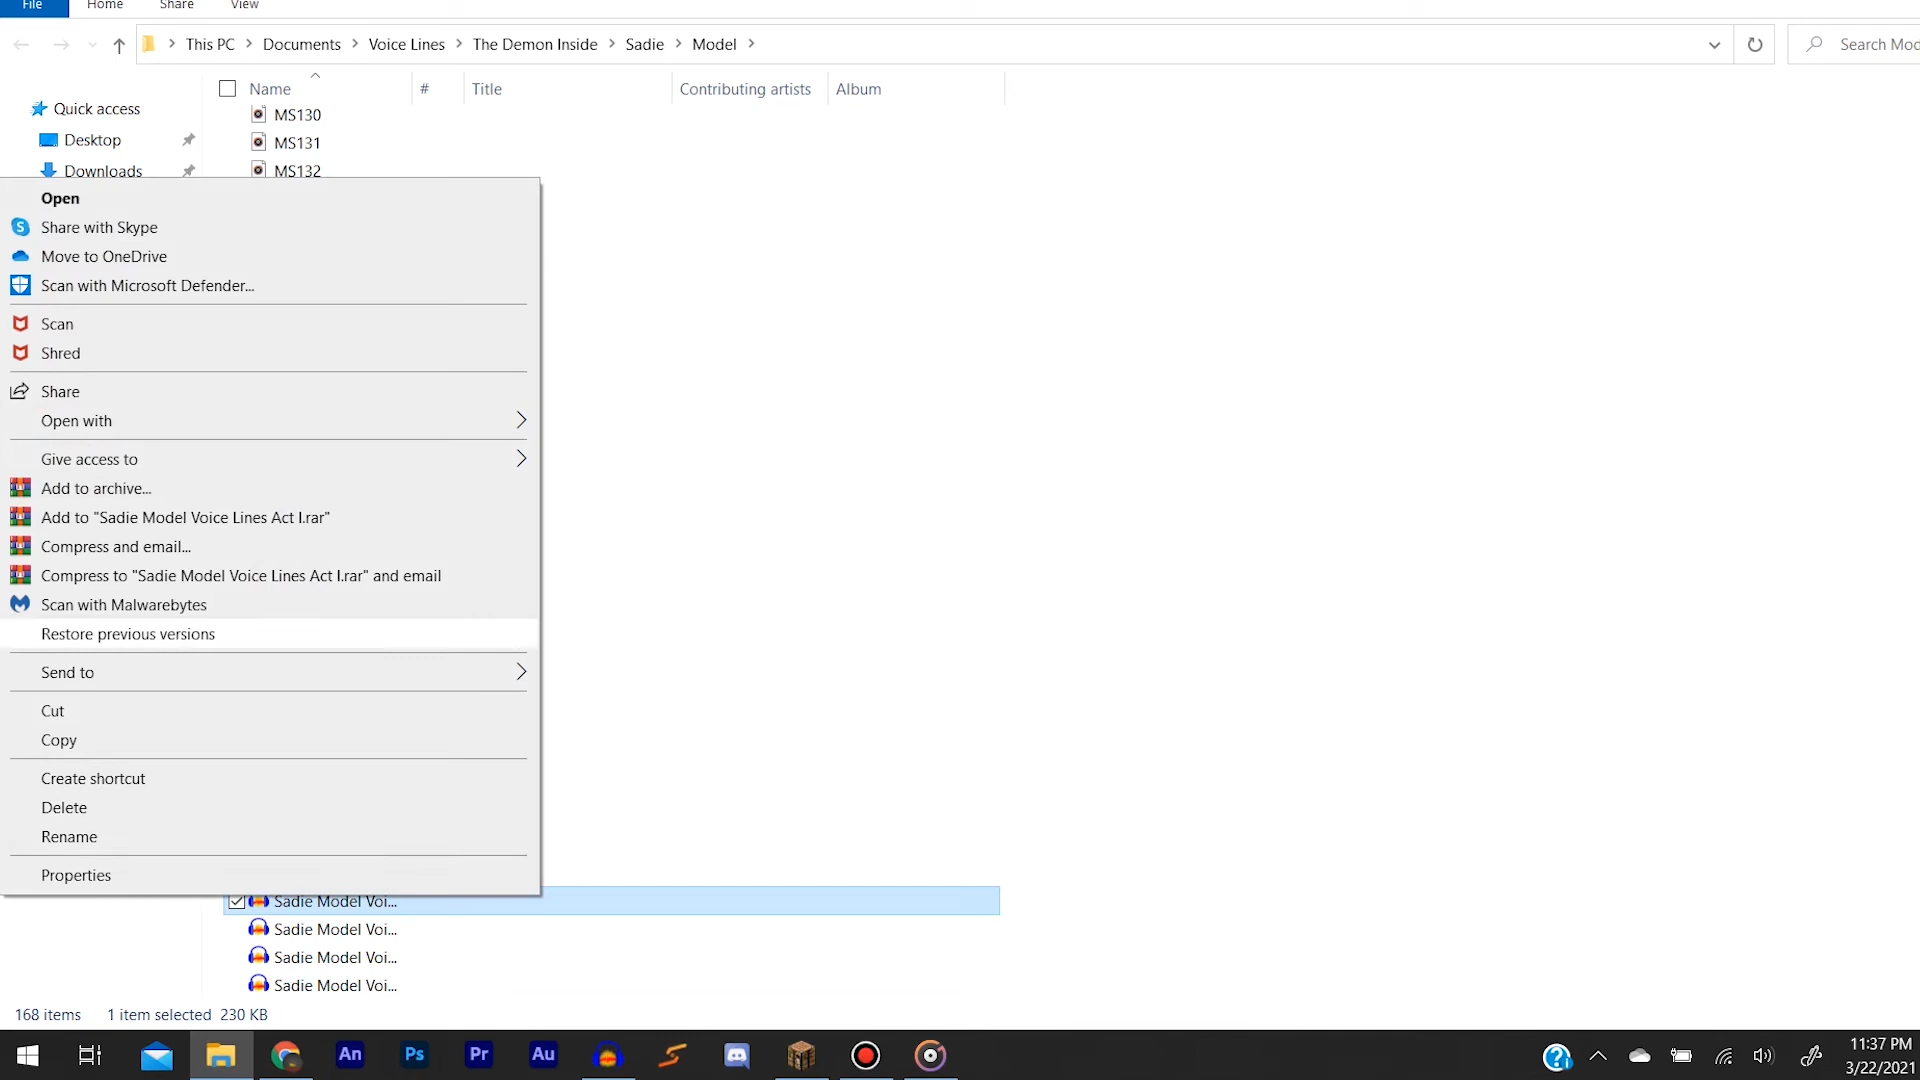 File Home Share View
This PC > Documents > Voice Lines > The Demon Inside > Sadie > Model >
Search Mod
Name # Title Contributing artists Album
Quick access
Desktop
Downloads
MS130
MS131
MS132
Open
Share with Skype
Move to OneDrive
Scan with Microsoft Defender...
Scan
Shred
Share
Open with
Give access to
Add to archive...
Add to "Sadie Model Voice Lines Act I.rar"
Compress and email...
Compress to "Sadie Model Voice Lines Act I.rar" and email
Scan with Malwarebytes
Restore previous versions
Send to
Cut
Copy
Create shortcut
Delete
Rename
Properties
Sadie Model Voi...
Sadie Model Voi...
Sadie Model Voi...
Sadie Model Voi...
168 items 1 item selected 230 KB
An Ps Pr Au
11:37 PM
3/22/2021